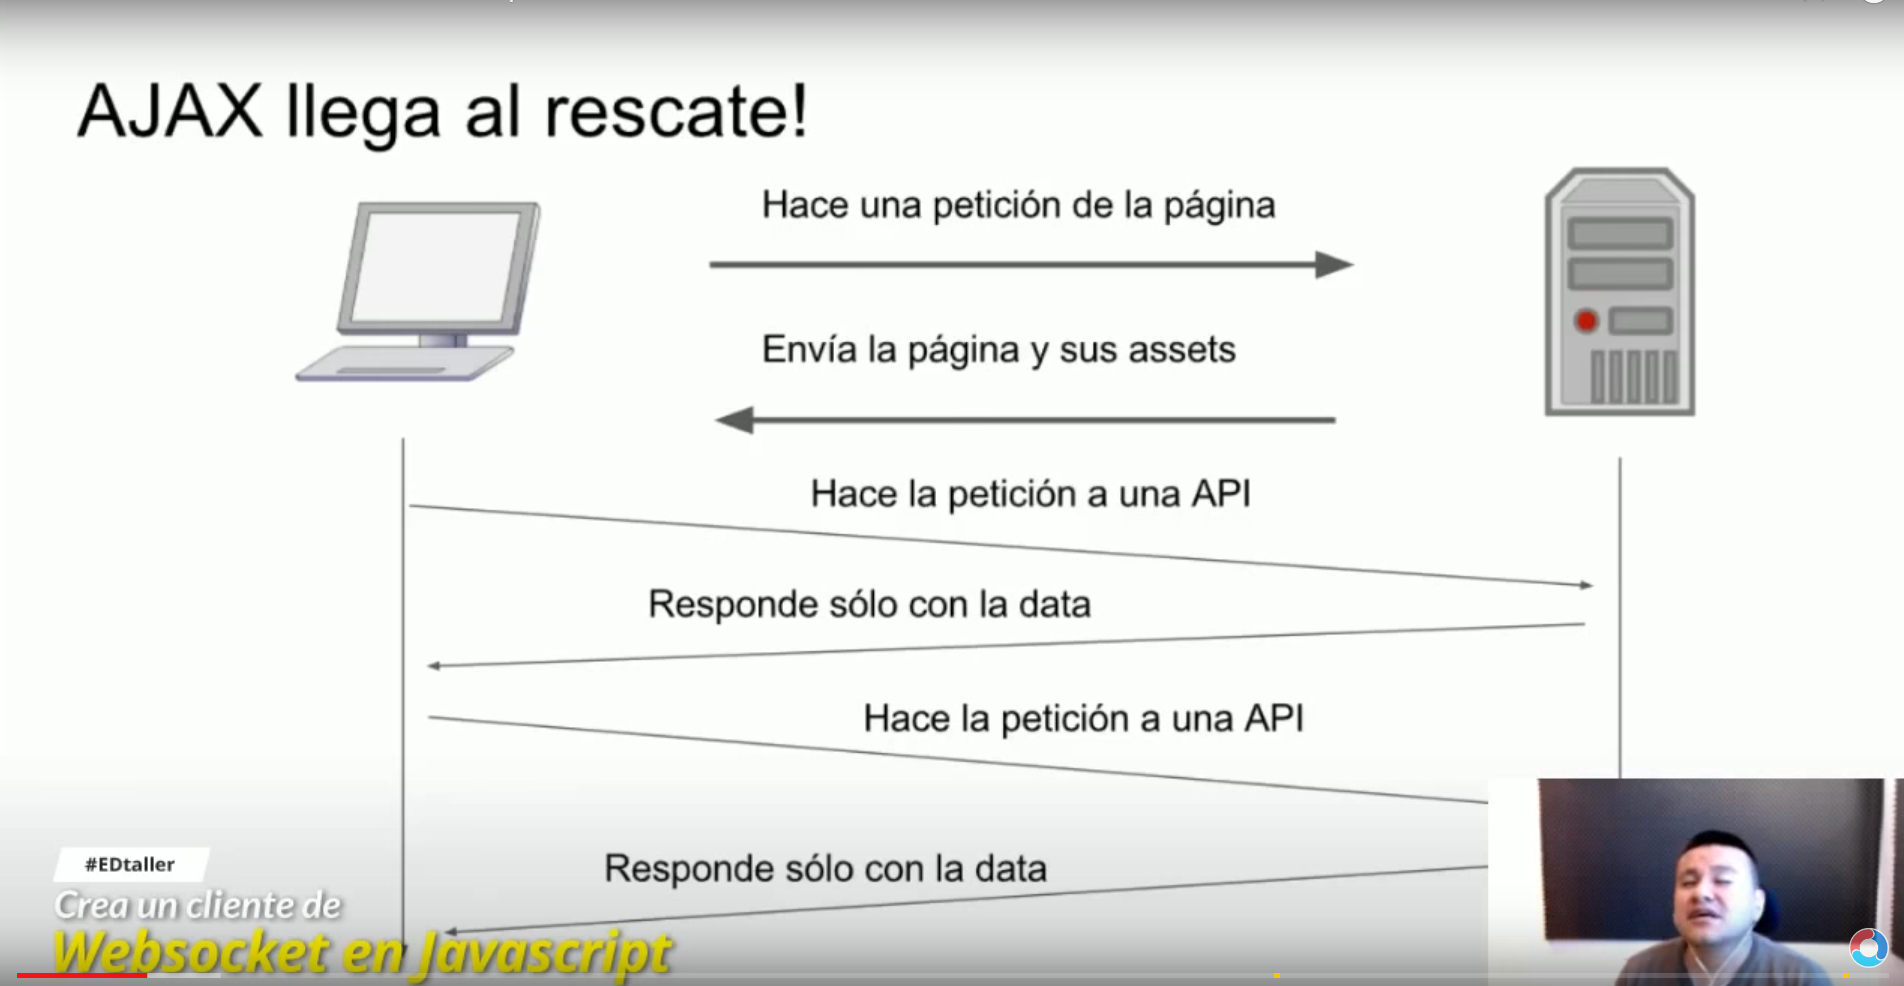 AJAX llega al rescate!
Hace una petición de la página
Envía la página y sus assets
Hace la petición a una API
Responde sólo con la data
Hace la petición a una API
Responde sólo con la data
#EDtaller
Crea un cliente de
Websocket en Javascript